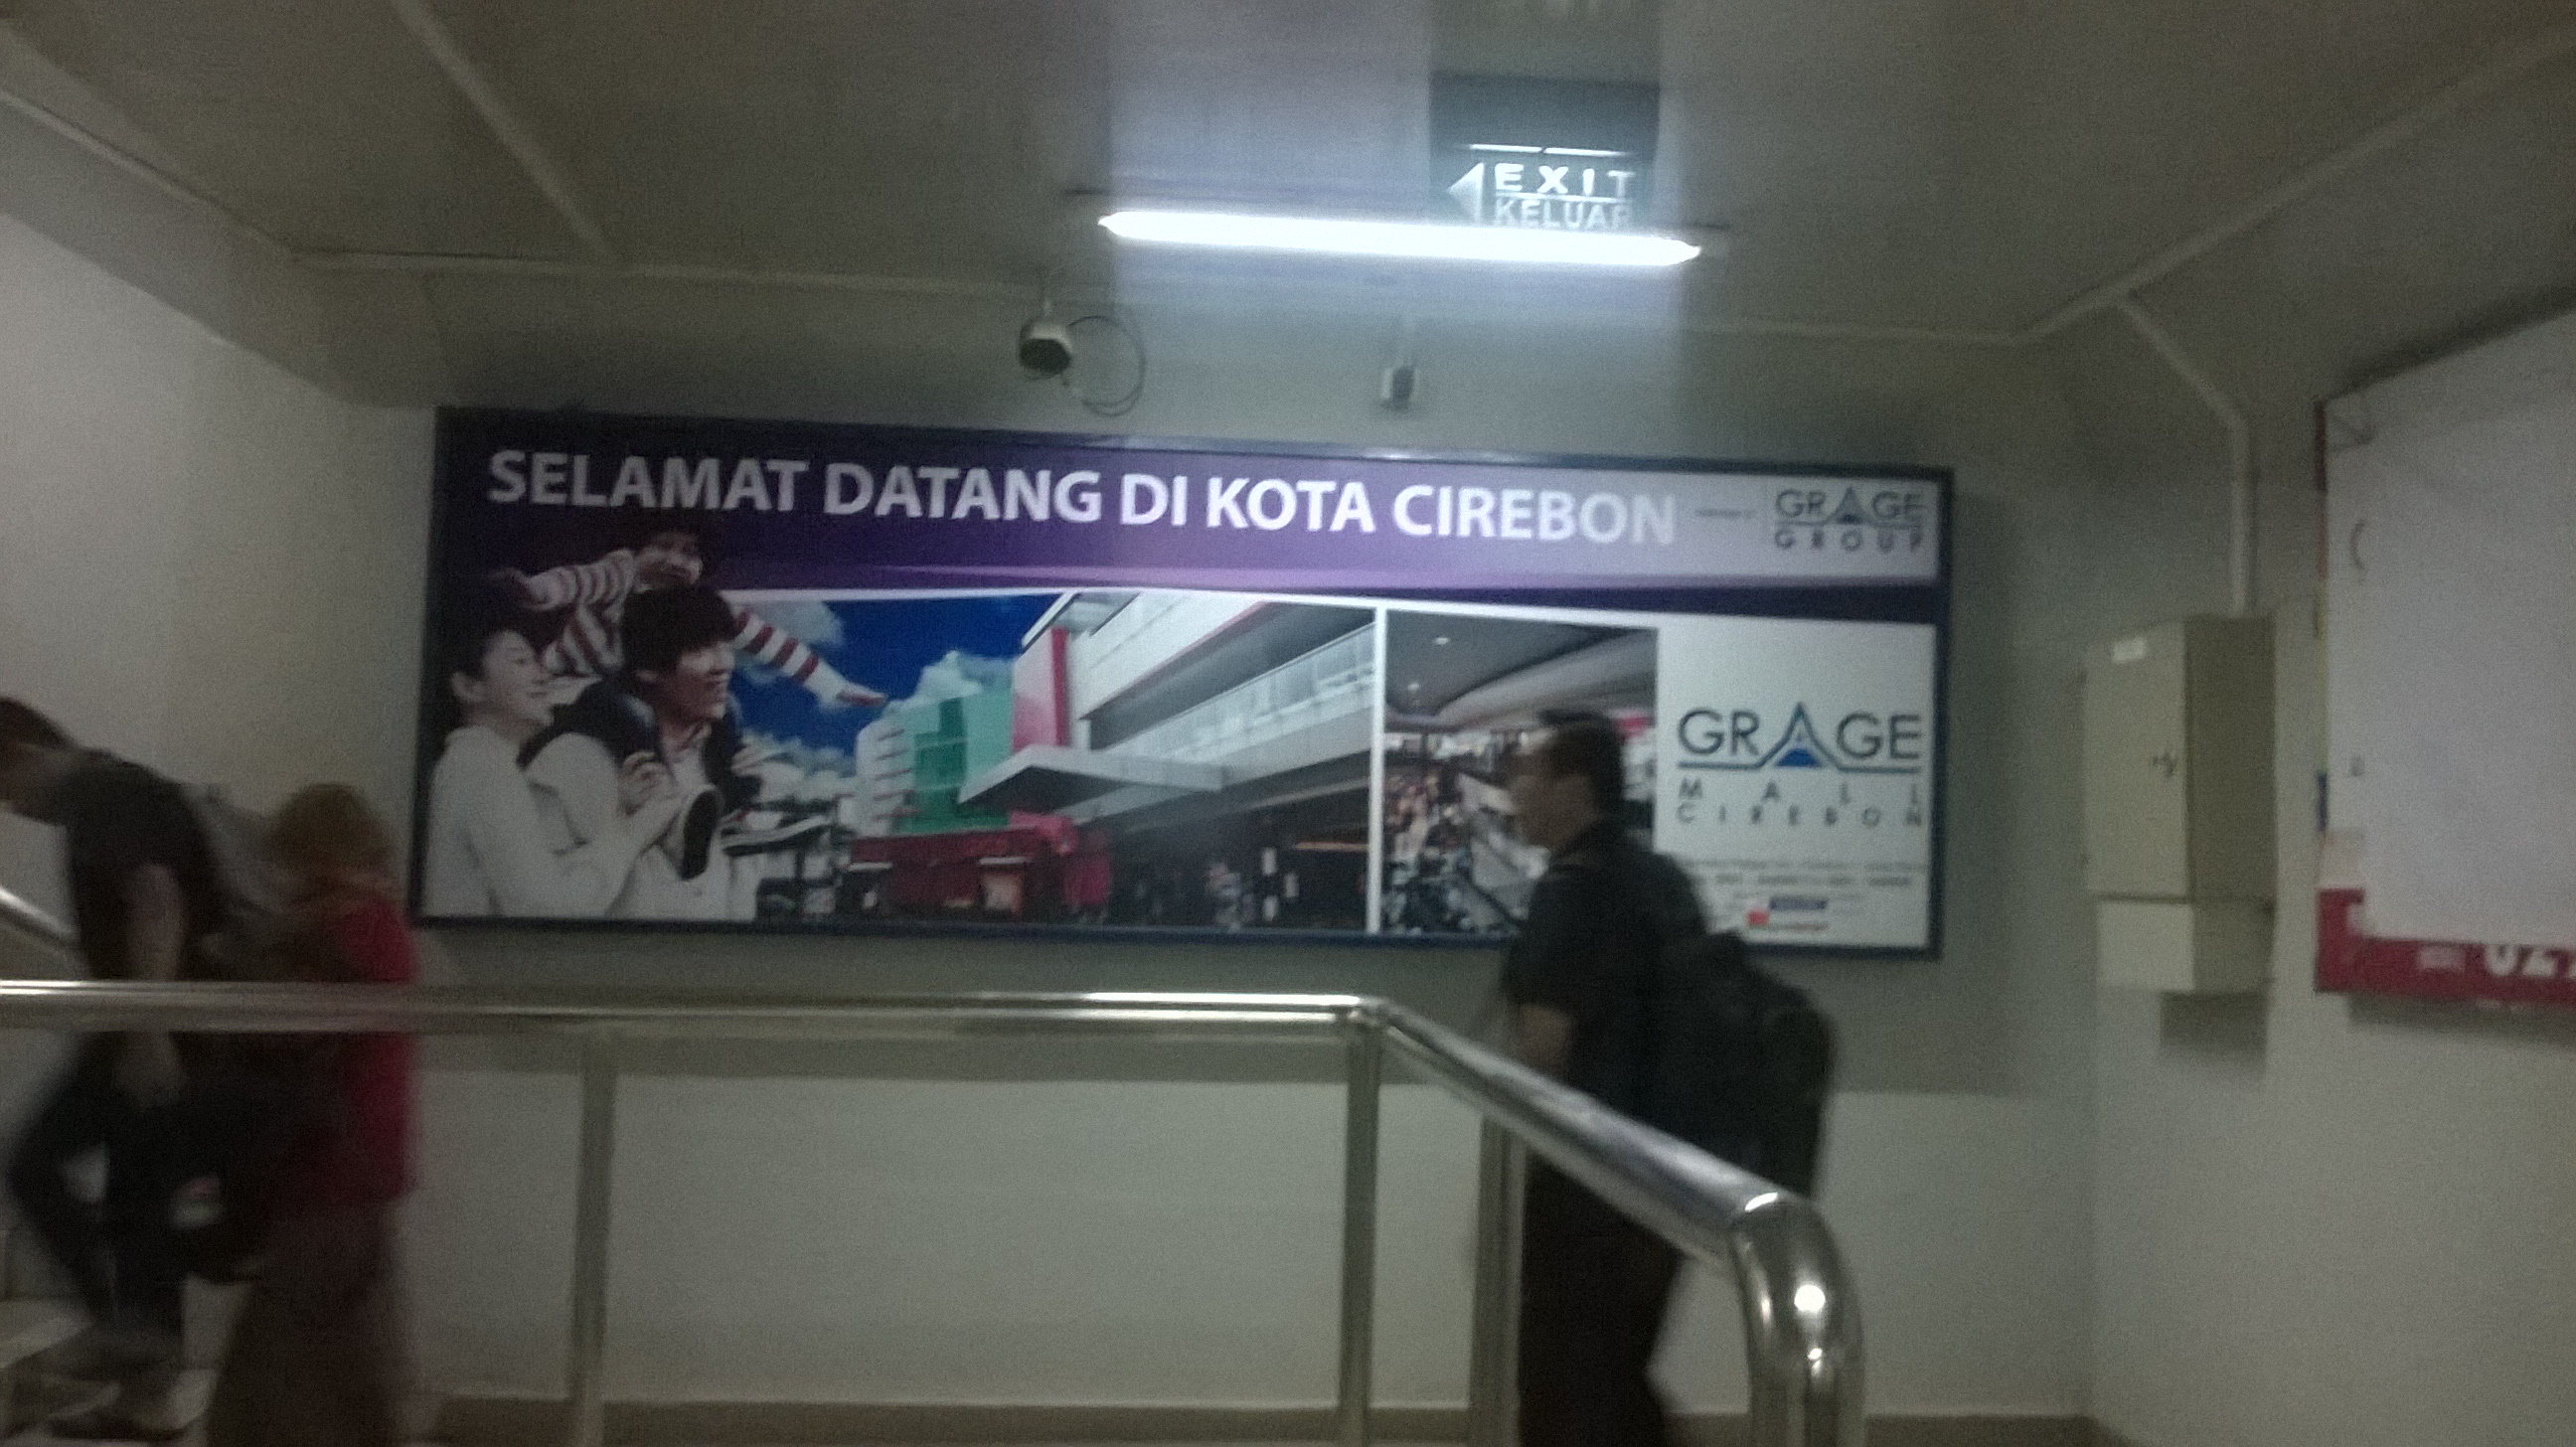 EXIT
KELUAR
SELAMAT DATANG DI KOTA CIREBON
GRAGE
GROUP
GRAGE
MALL
CIREBON